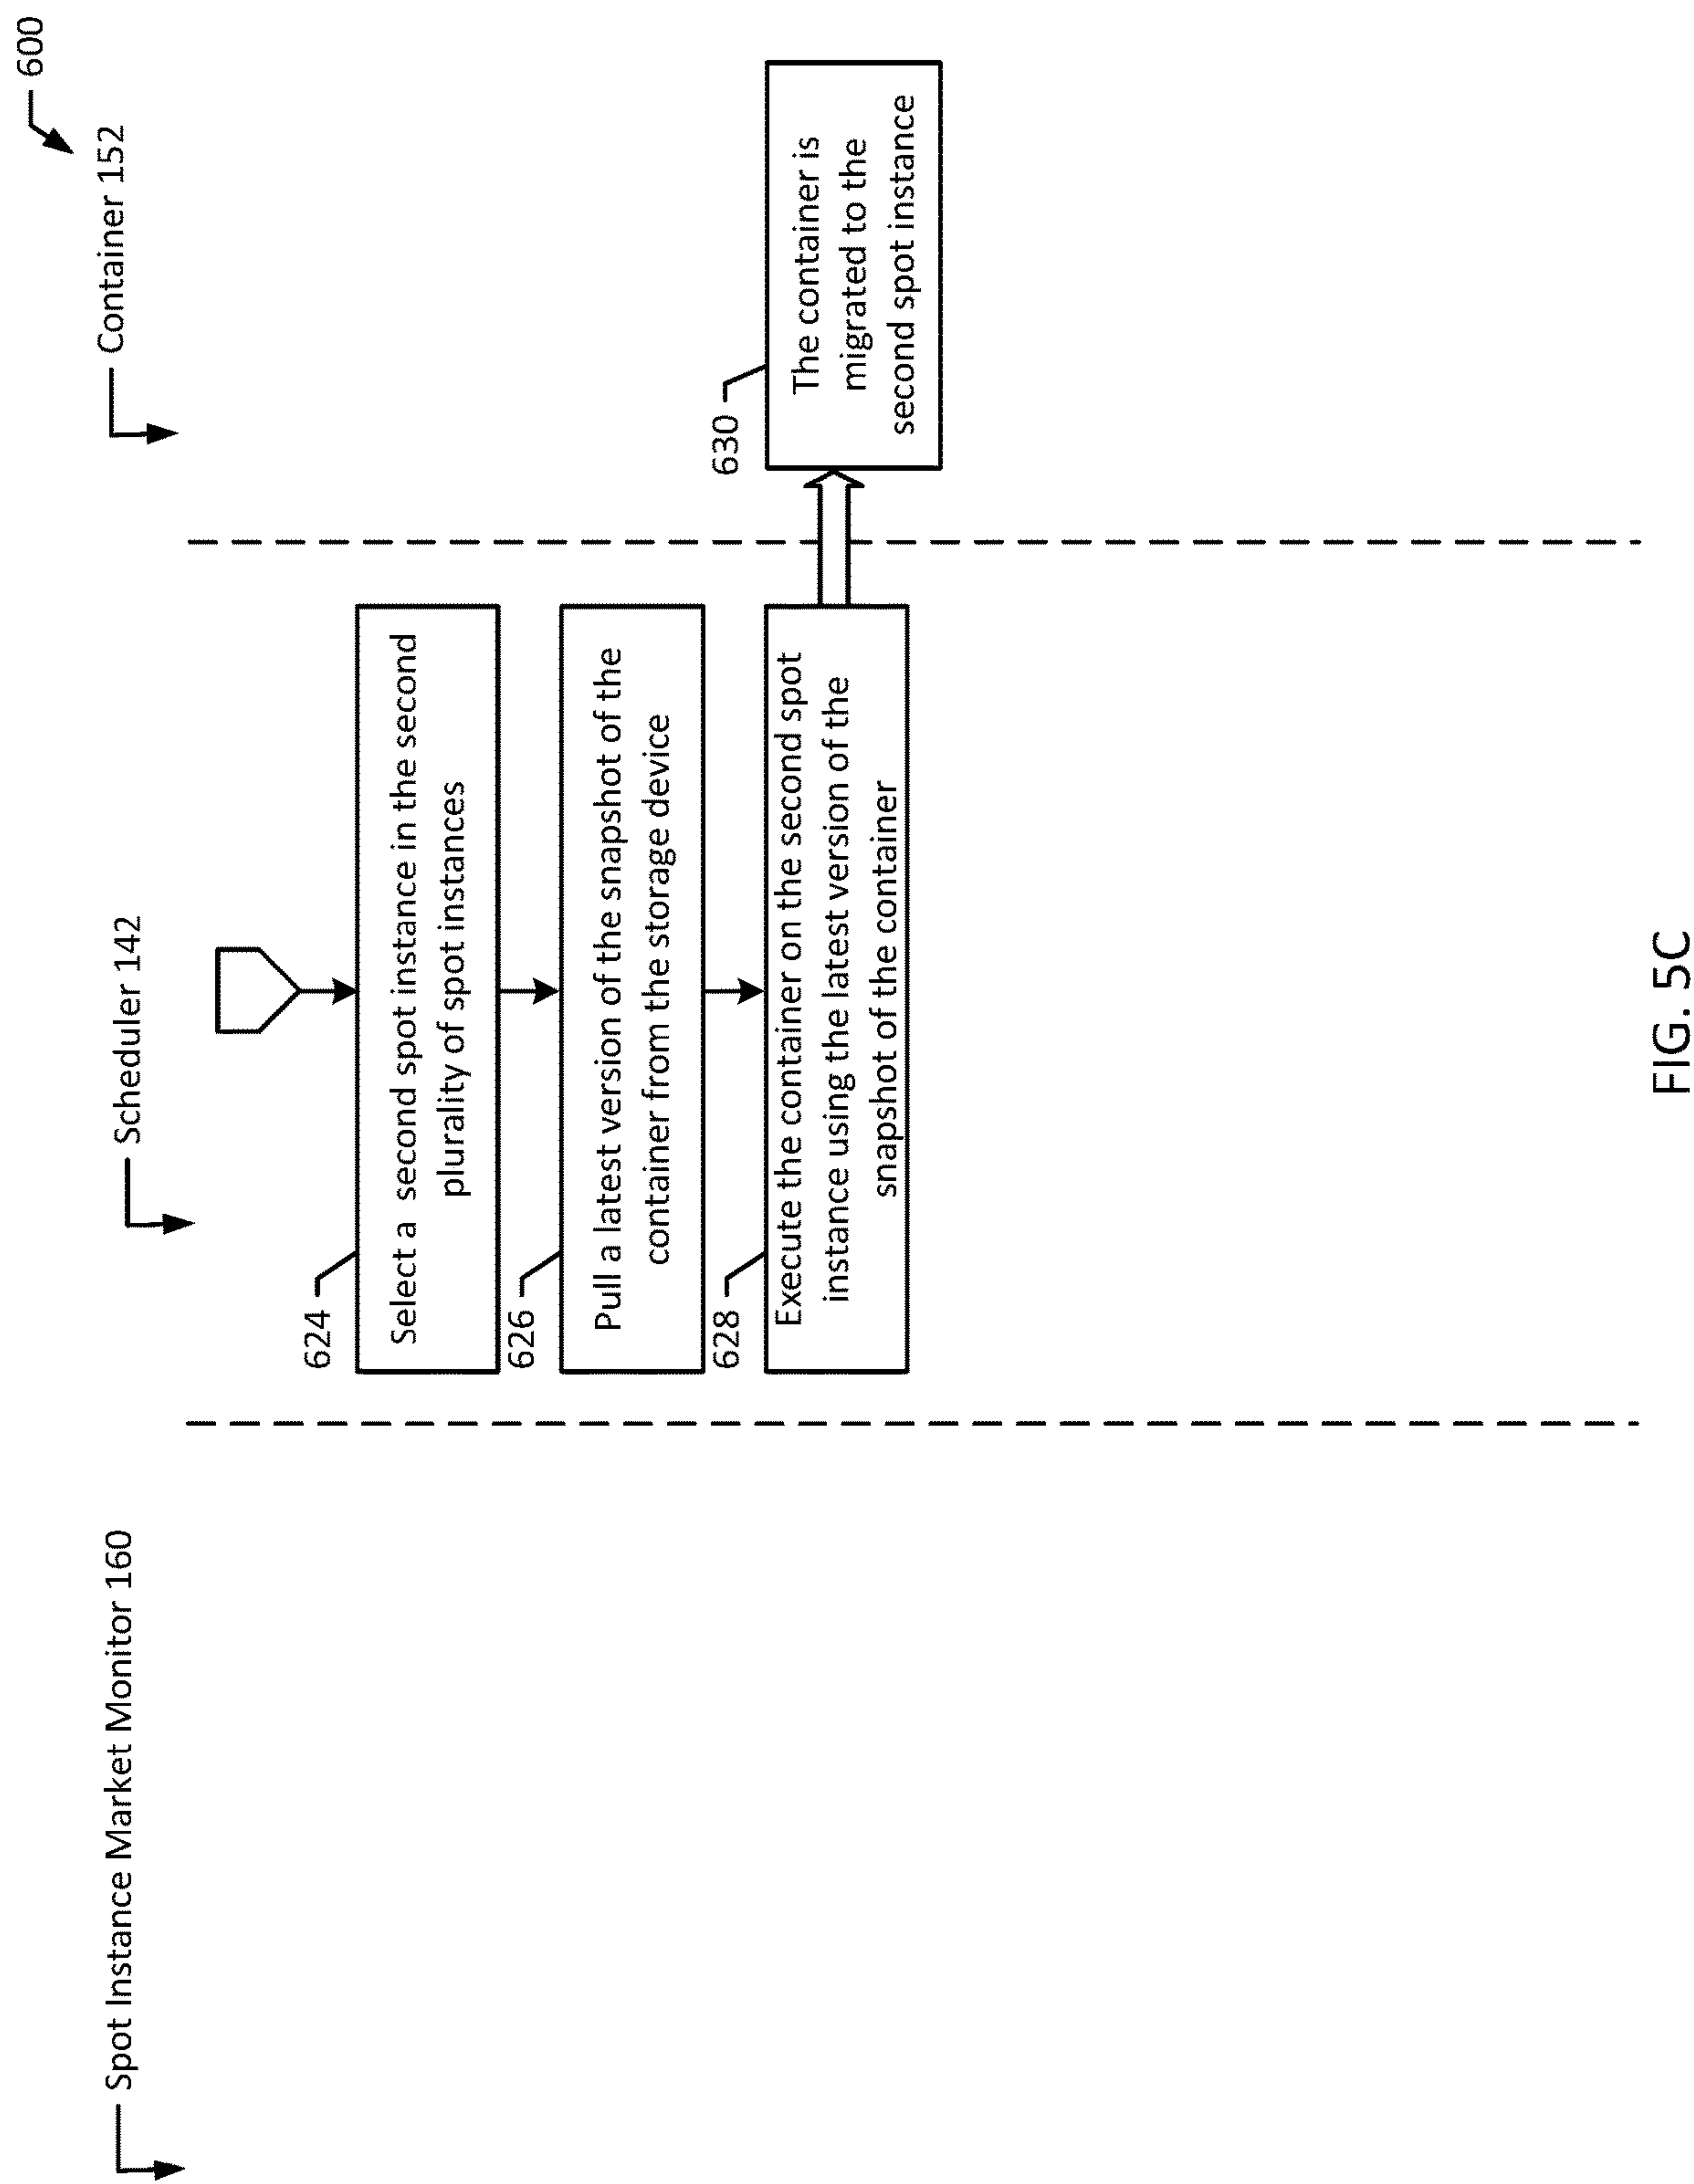 600
Spot Instance Market Monitor 160
Scheduler 142
Container 152
624
Select a  second spot instance in the second
plurality of spot instances
626
Pull a latest version of the snapshot of the
container from the storage device
628
Execute the container on the second spot
instance using the latest version of the
snapshot of the container
630
The container is
migrated to the
second spot instance
FIG. 5C